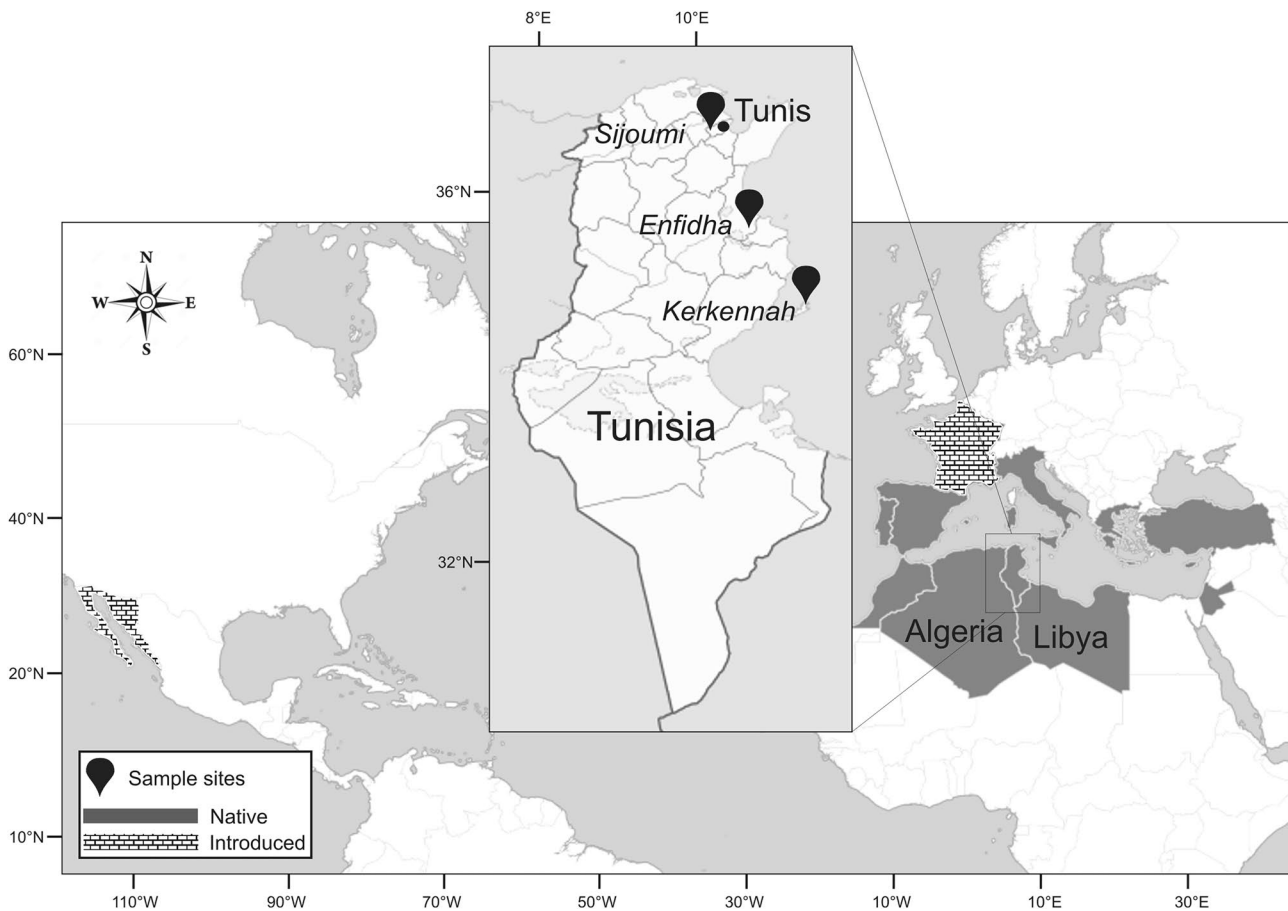 8°E
10°E
Tunis
Sijoumi
36°N
Enfidha
Kerkennah
N
W
E
S
60°N
Tunisia
40°N
32°N
Algeria
Libya
20°N
Sample sites
Native
Introduced
10°N
110°W
90°W
70°W
50°W
30°W
10°W
10°E
30°E